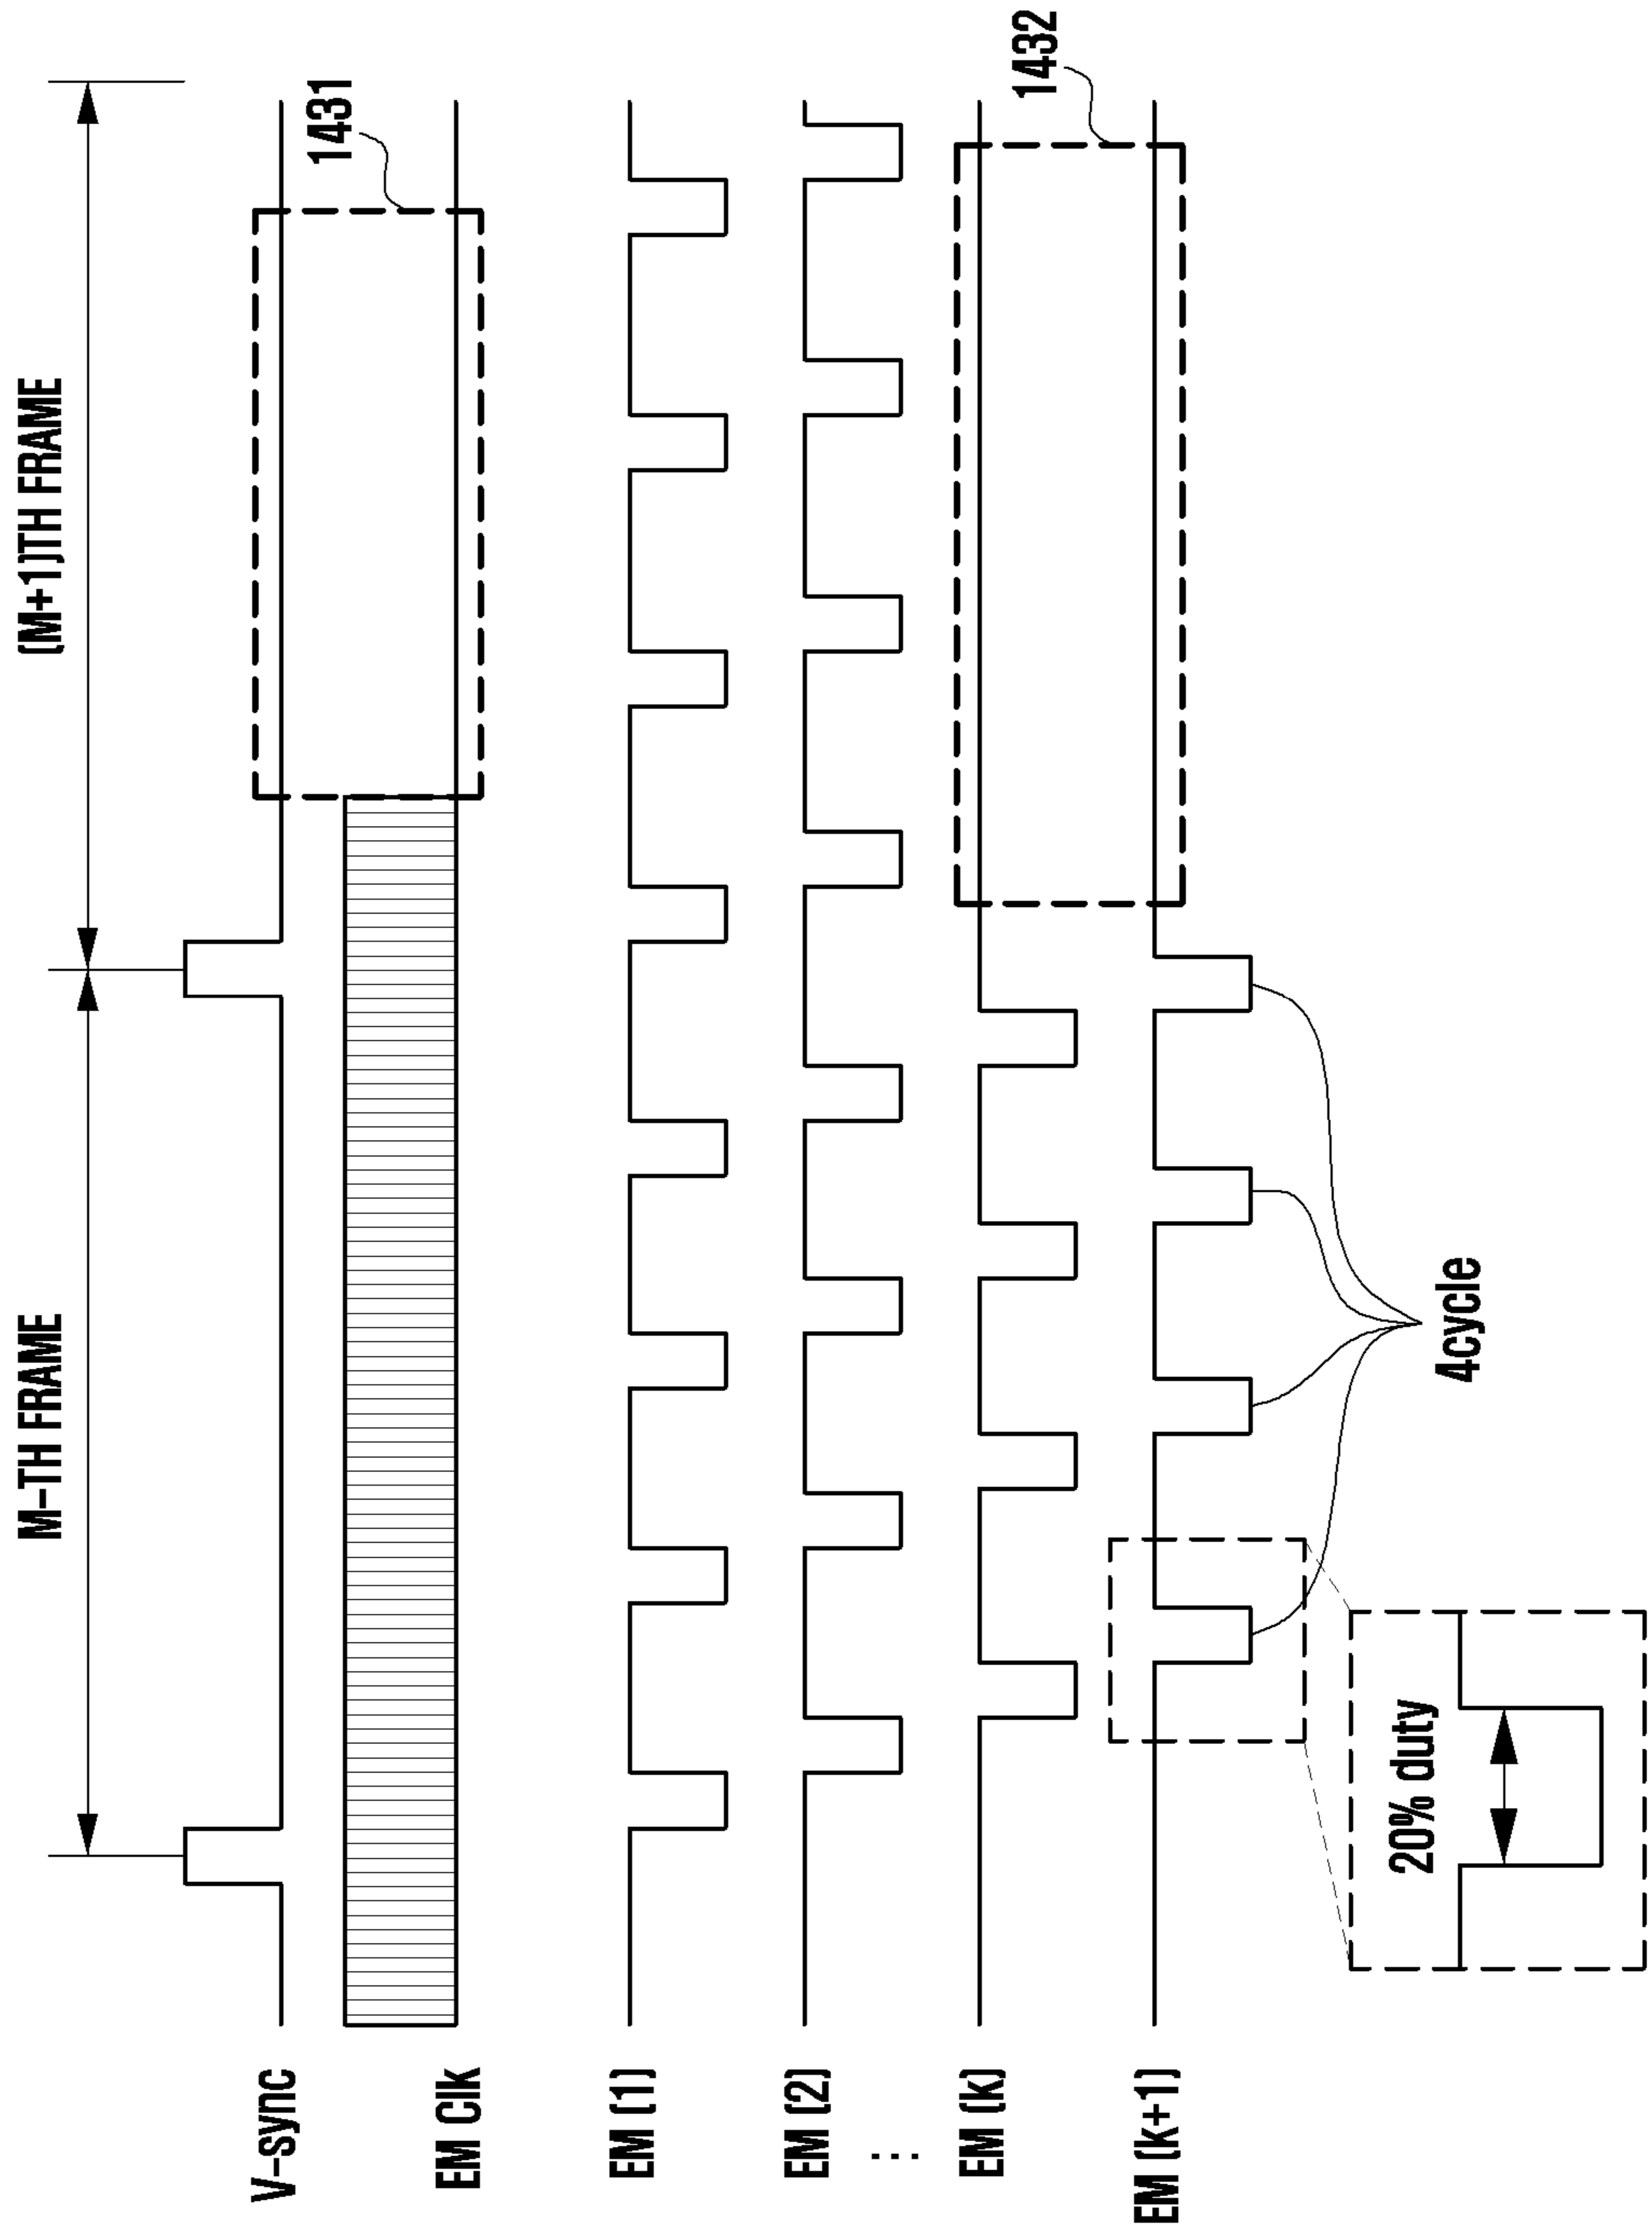 M-TH FRAME
(M+1)TH FRAME
V-sync
1431
EM Clk
EM (1)
EM (2)
⋮
EM (k)
1432
EM (k+1)
4cycle
20% duty